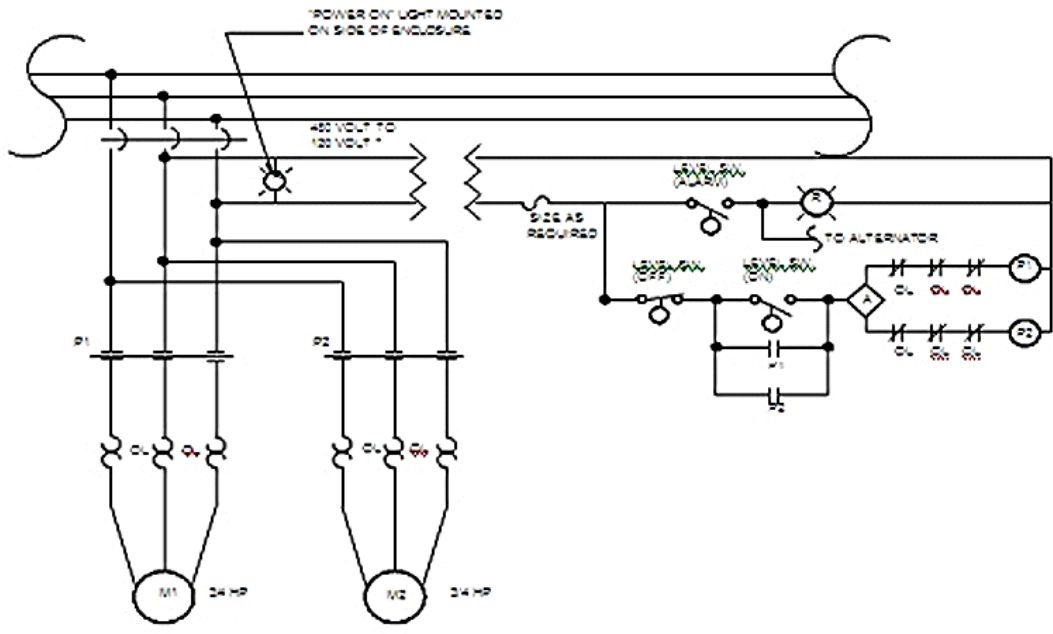 "POWER ON" LIGHT MOUNTED
ON SIDE OF ENCLOSURE
480 VOLT TO
120 VOLT *
LEVEL SW
(ALARM)
R
SIZE AS
REQUIRED
TO ALTERNATOR
LEVEL SW
(OFF)
LEVEL SW
(ON)
A
OL OL OL
P1
OL OL OL
P2
P1
P2
P1
P2
OL OL
OL OL
M1
3/4 HP
M2
3/4 HP